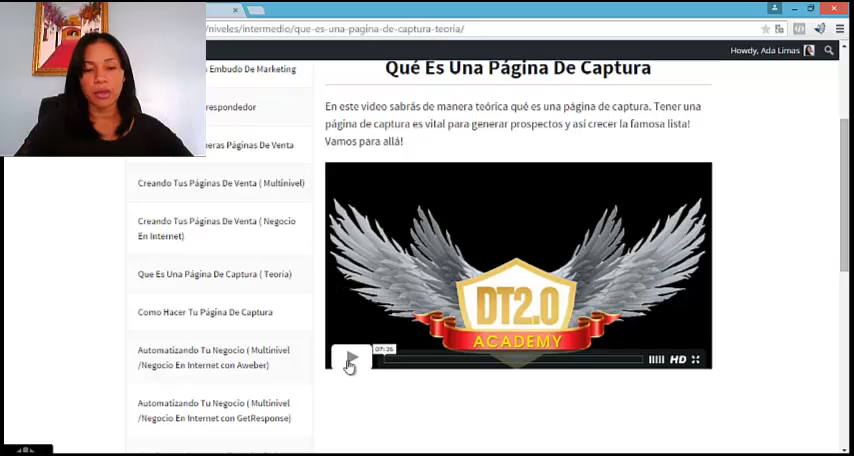 /niveles/intermedio/que-es-una-pagina-de-captura-teoria/
Howdy, Ada Limas
Embudo De Marketing
Páginas De Venta
Creando Tus Páginas De Venta ( Multinivel)
Creando Tus Páginas De Venta ( Negocio
En Internet)
Que Es Una Página De Captura ( Teoria)
Como Hacer Tu Página De Captura
Automatizando Tu Negocio ( Multinivel
/Negocio En Internet con Aweber)
Automatizando Tu Negocio ( Multinivel
/Negocio En Internet con GetResponse)
Qué Es Una Página De Captura
En este video sabrás de manera teórica qué es una página de captura. Tener una
página de captura es vital para generar prospectos y así crecer la famosa lista!
Vamos para allá!
DT2.0
ACADEMY
HD